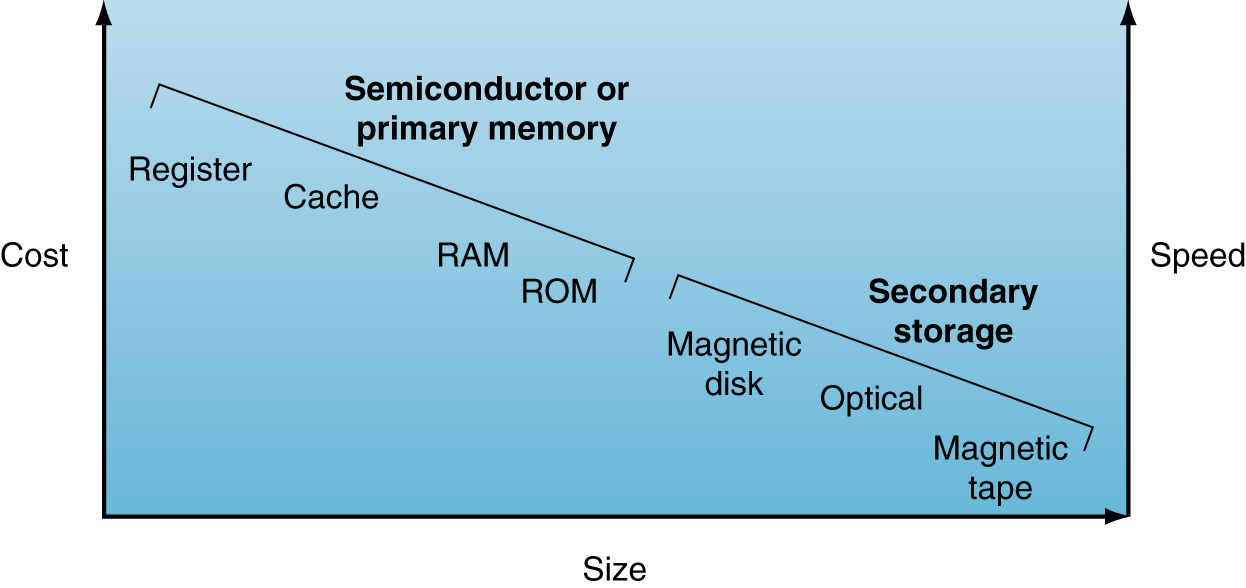 Semiconductor or
primary memory
Register
Cache
RAM
ROM
Cost
Speed
Secondary
storage
Magnetic
disk
Optical
Magnetic
tape
Size